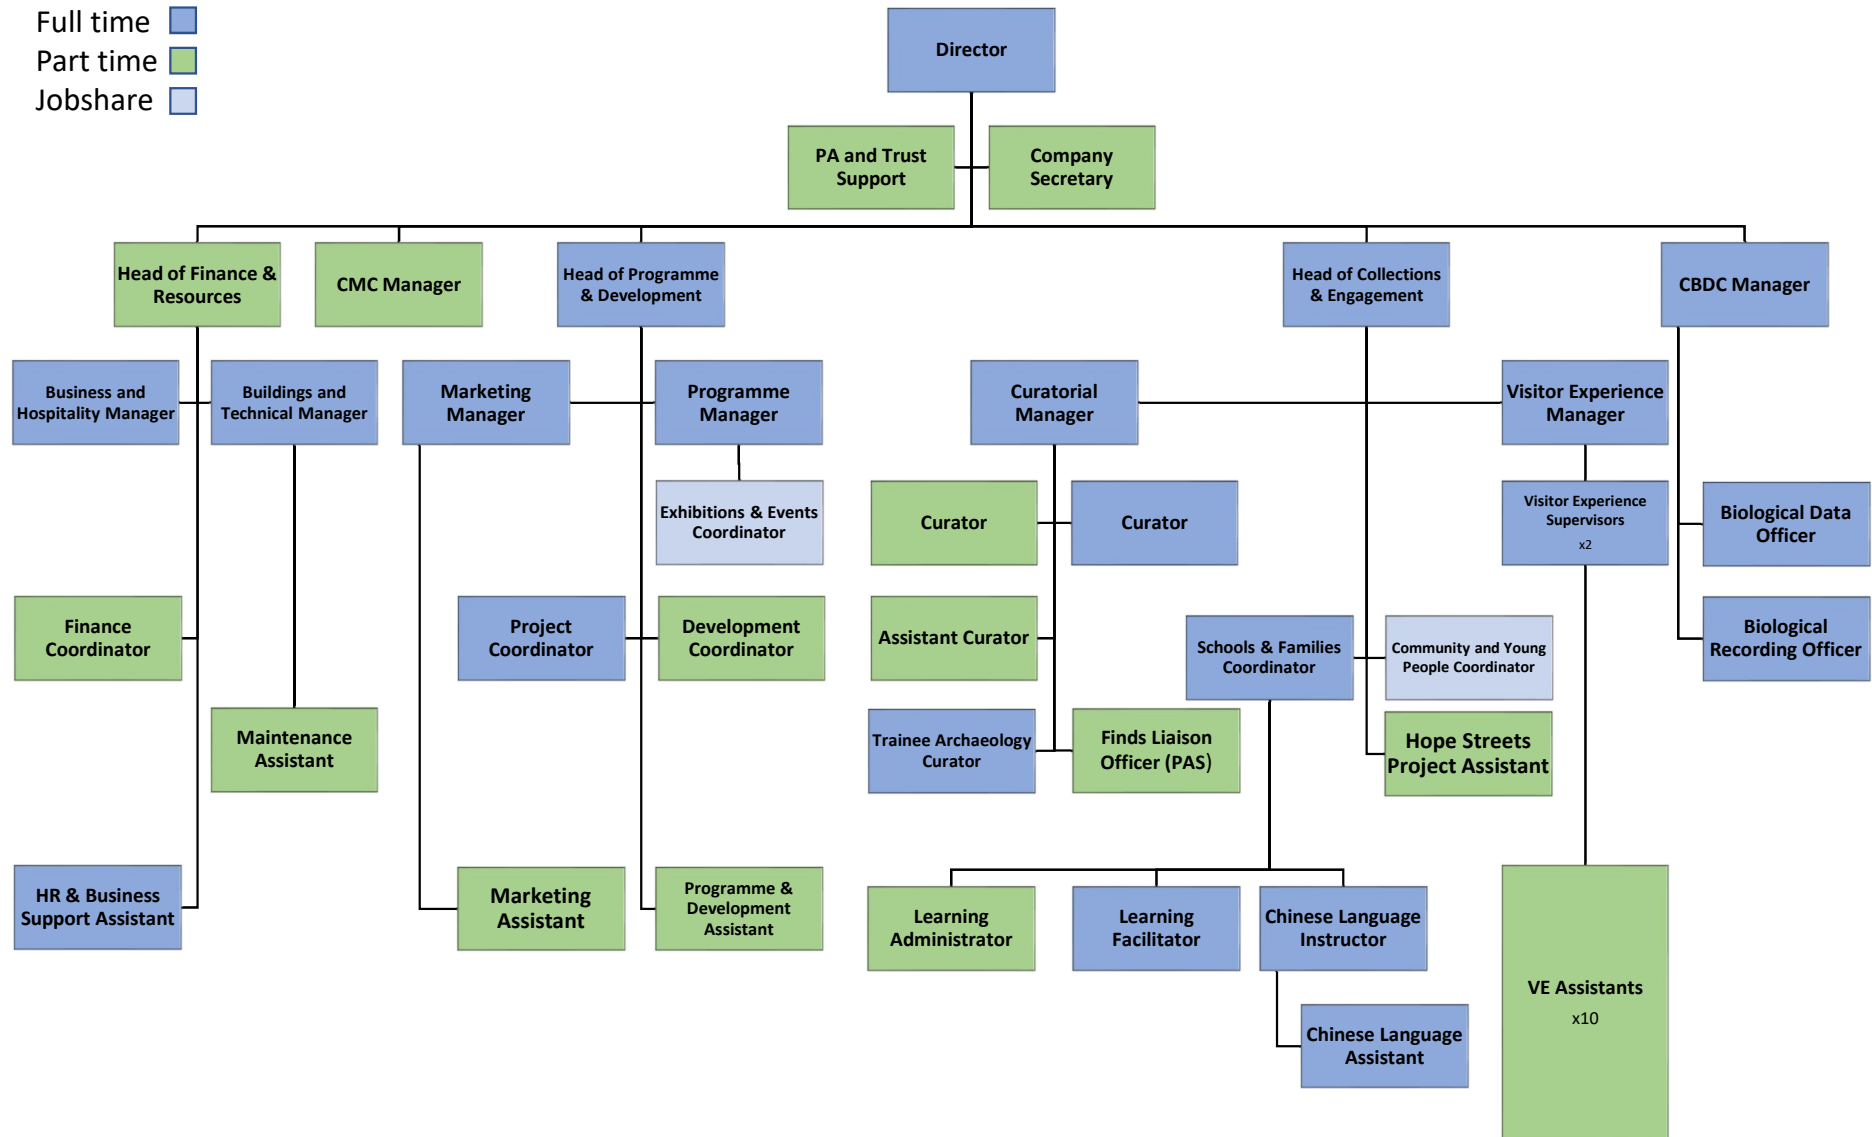 Full time
Part time
Jobshare
Director
PA and Trust
Support
Company
Secretary
Head of Finance &
Resources
CMC Manager
Head of Programme
& Development
Head of Collections
& Engagement
CBDC Manager
Business and
Hospitality Manager
Buildings and
Technical Manager
Marketing
Manager
Programme
Manager
Curatorial
Manager
Visitor Experience
Manager
Exhibitions & Events
Coordinator
Curator
Curator
Visitor Experience
Supervisors
x2
Biological Data
Officer
Finance
Coordinator
Project
Coordinator
Development
Coordinator
Assistant Curator
Schools & Families
Coordinator
Community and Young
People Coordinator
Biological
Recording Officer
Maintenance
Assistant
Trainee Archaeology
Curator
Finds Liaison
Officer (PAS)
Hope Streets
Project Assistant
HR & Business
Support Assistant
Marketing
Assistant
Programme &
Development
Assistant
Learning
Administrator
Learning
Facilitator
Chinese Language
Instructor
VE Assistants
x10
Chinese Language
Assistant